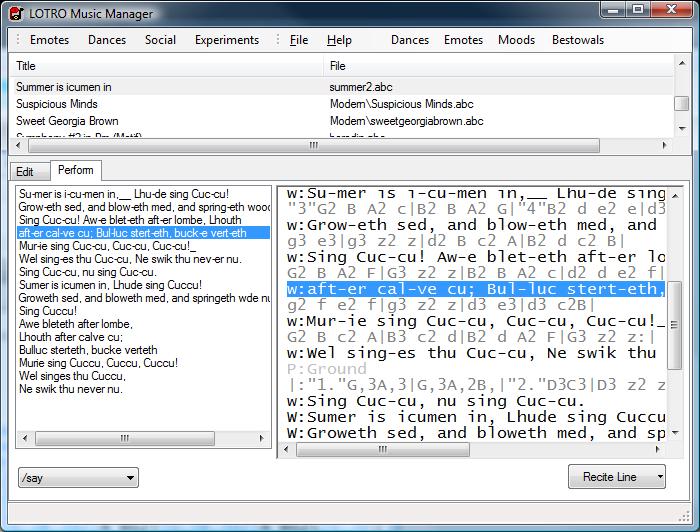 LOTRO Music Manager
Emotes Dances Social Experiments File Help Dances Emotes Moods Bestowals
Title File
Summer is icumen in summer2.abc
Suspicious Minds Modern\Suspicious Minds.abc
Sweet Georgia Brown Modern\sweetgeorgiabrown.abc
Edit Perform
Su-mer is i-cu-men in,__ Lhu-de sing Cuc-cu!
Grow-eth sed, and blow-eth med, and spring-eth wood
Sing Cuc-cu! Aw-e blet-eth aft-er lombe, Lhouth
aft-er cal-ve cu; Bul-luc stert-eth, buck-e vert-eth
Mur-ie sing Cuc-cu, Cuc-cu, Cuc-cu!_
Wel sing-es thu Cuc-cu, Ne swik thu nev-er nu.
Sing Cuc-cu, nu sing Cuc-cu.
Sumer is icumen in, Lhude sing Cuccu!
Groweth sed, and bloweth med, and springeth wde nu
Sing Cuccu!
Awe bleteth after lombe,
Lhouth after calve cu;
Bulluc sterteth, bucke verteth
Murie sing Cuccu, Cuccu, Cuccu!
Wel singes thu Cuccu,
Ne swik thu never nu.
w:Su-mer is i-cu-men in,__ Lhu-de sing
"3"G2 B A2 c|B2 B A2 G|"4"B2 d e2 e|d3
w:Grow-eth sed, and blow-eth med, and
g3 e3|g3 z2 z|d2 B c2 A|B3 z2 B|
w:Sing Cuc-cu! Aw-e blet-eth aft-er lo
G2 B A2 F|G3 z2 z|B2 B A2 c|d2 d e2 f|
w:aft-er cal-ve cu; Bul-luc stert-eth,
g2 f e2 f|g3 z2 d|e3 d3|d3 c2B|
w:Mur-ie sing Cuc-cu, Cuc-cu, Cuc-cu!_
G2 B c2 A|B3 c2 d|B2 d A2 F|G3 z2 z:|
w:Wel sing-es thu Cuc-cu, Ne swik thu
P:Ground
|:"1."G,3A,3|G,3A,2B,|"2."D3C3|D3 z2 z
W:Sing Cuc-cu, nu sing Cuc-cu.
W:Sumer is icumen in, Lhude sing Cuccu
W:Groweth sed, and bloweth med, and sp
/say Recite Line